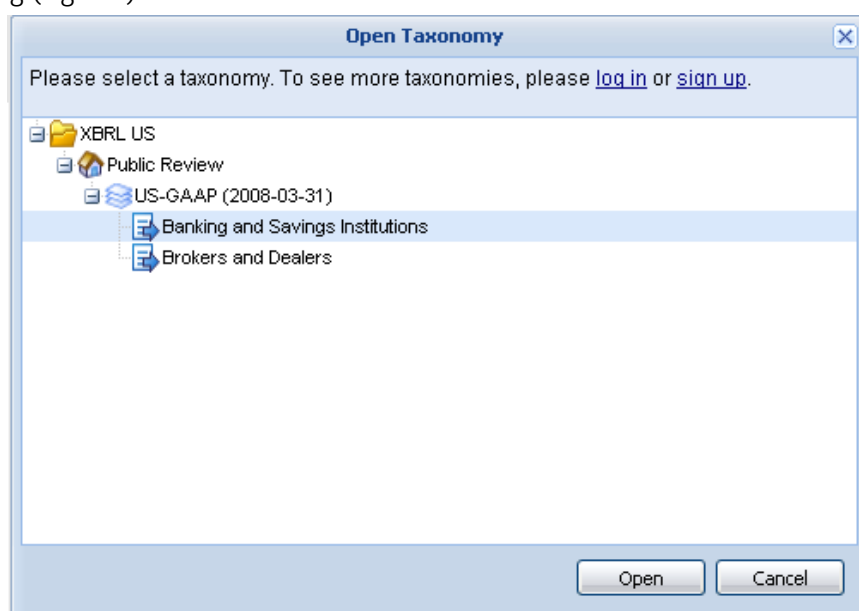 Open Taxonomy
Please select a taxonomy. To see more taxonomies, please log in or sign up.
XBRL US
Public Review
US-GAAP (2008-03-31)
Banking and Savings Institutions
Brokers and Dealers
Open Cancel